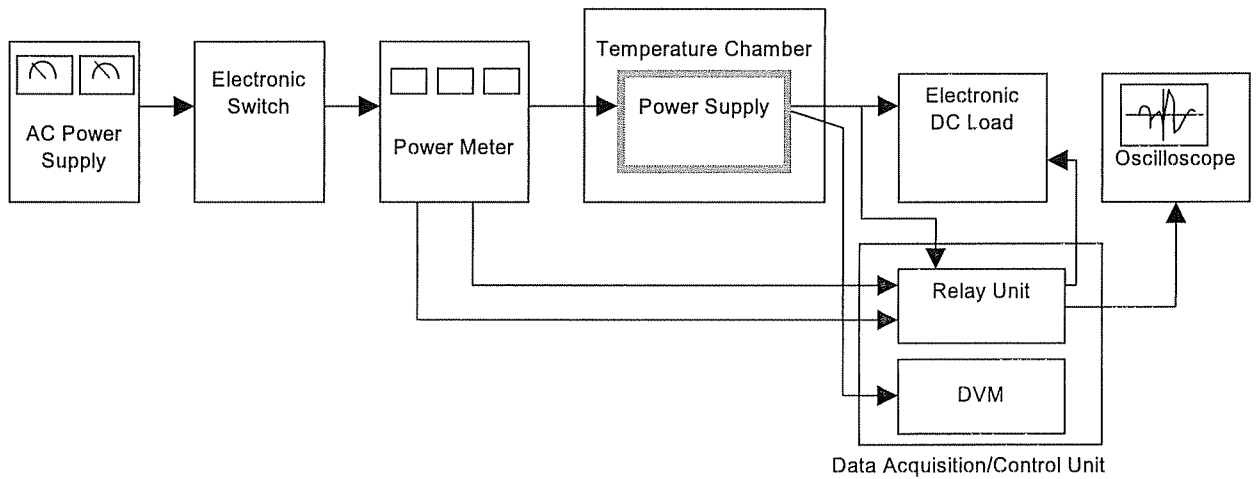 AC Power
Supply
Electronic
Switch
Power Meter
Temperature Chamber
Power Supply
Electronic
DC Load
Oscilloscope
Relay Unit
DVM
Data Acquisition/Control Unit